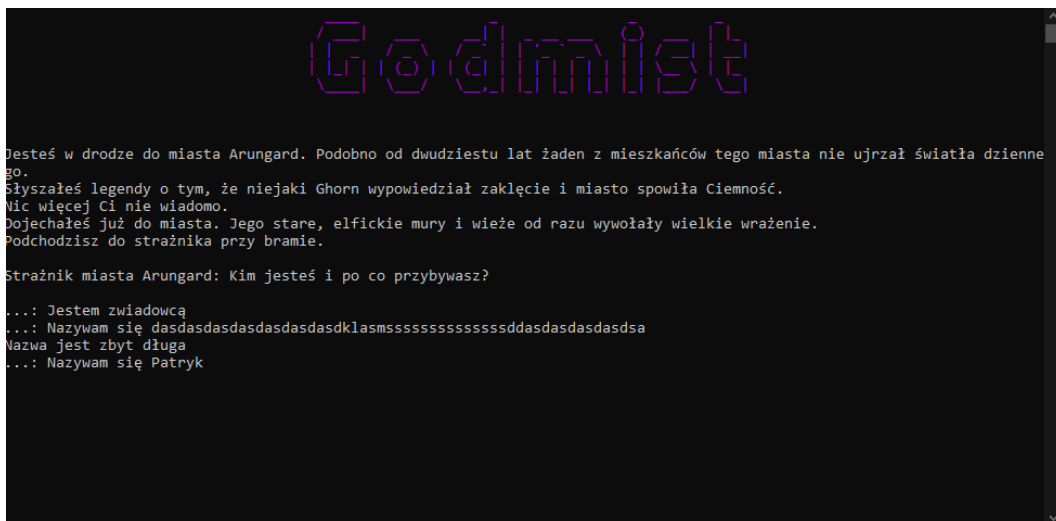 Godmist
Jesteś w drodze do miasta Arungard. Podobno od dwudziestu lat żaden z mieszkańców tego miasta nie ujrzał światła dzienne
go.
Słyszałeś legendy o tym, że niejaki Ghorn wypowiedział zaklęcie i miasto spowiła Ciemność.
Nic więcej Ci nie wiadomo.
Dojechałeś już do miasta. Jego stare, elfickie mury i wieże od razu wywołały wielkie wrażenie.
Podchodzisz do strażnika przy bramie.
Strażnik miasta Arungard: Kim jesteś i po co przybywasz?
...: Jestem zwiadowcą
...: Nazywam się dasdasdasdasdasdasdasdklasmsssssssssssssssddasdasdasdasdsa
Nazwa jest zbyt długa
...: Nazywam się Patryk